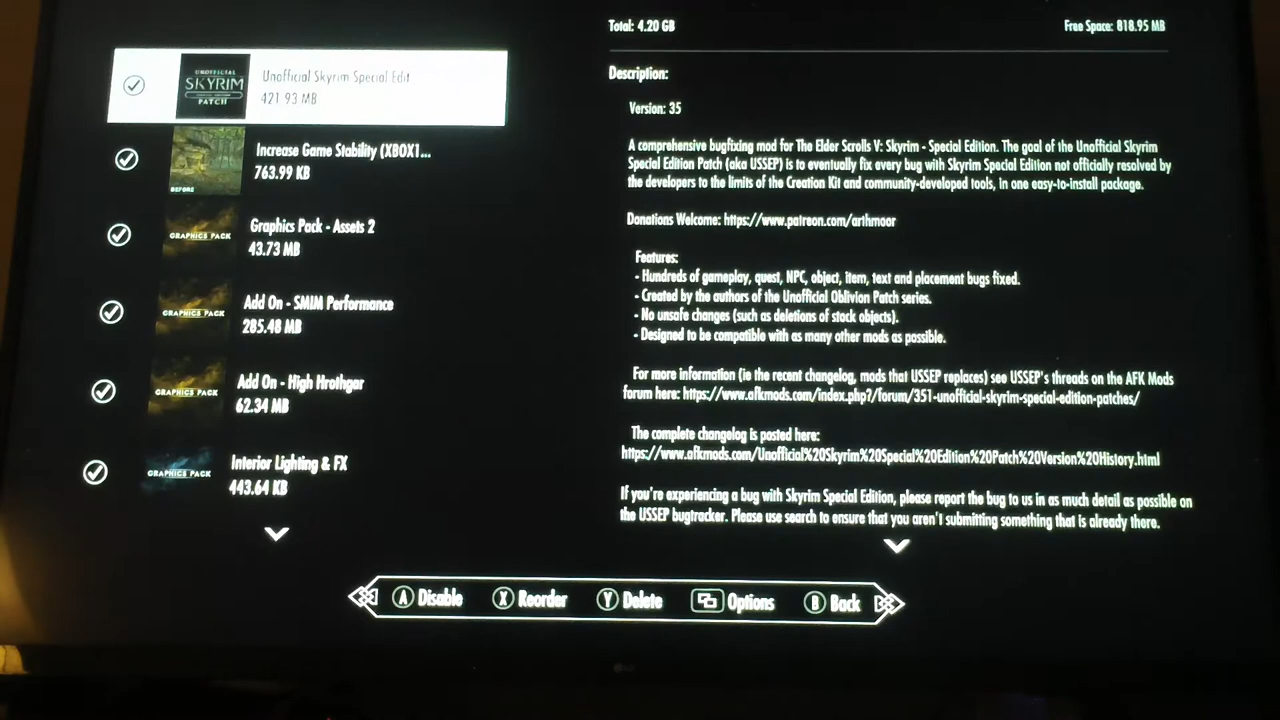 Total: 4.20 GB
Free Space: 818.95 MB
UNOFFICIAL
SKYRIM
PATCH
Unofficial Skyrim Special Edit
421.93 MB
BEFORE
Increase Game Stability (XBOX1...
763.99 KB
GRAPHICS PACK
Graphics Pack - Assets 2
43.73 MB
GRAPHICS PACK
Add On - SMIM Performance
285.48 MB
GRAPHICS PACK
Add On - High Hrothgar
62.34 MB
GRAPHICS PACK
Interior Lighting & FX
443.64 KB
Description:
Version: 35
A comprehensive bugfixing mod for The Elder Scrolls V: Skyrim - Special Edition. The goal of the Unofficial Skyrim
Special Edition Patch (aka USSEP) is to eventually fix every bug with Skyrim Special Edition not officially resolved by
the developers to the limits of the Creation Kit and community-developed tools, in one easy-to-install package.
Donations Welcome: https://www.patreon.com/arthmoor
Features:
- Hundreds of gameplay, quest, NPC, object, item, text and placement bugs fixed.
- Created by the authors of the Unofficial Oblivion Patch series.
- No unsafe changes (such as deletions of stock objects).
- Designed to be compatible with as many other mods as possible.
For more information (ie the recent changelog, mods that USSEP replaces) see USSEP's threads on the AFK Mods
forum here: https://www.afkmods.com/index.php?/forum/351-unofficial-skyrim-special-edition-patches/
The complete changelog is posted here:
https://www.afkmods.com/Unofficial%20Skyrim%20Special%20Edition%20Patch%20Version%20History.html
If you're experiencing a bug with Skyrim Special Edition, please report the bug to us in as much detail as possible on
the USSEP bugtracker. Please use search to ensure that you aren't submitting something that is already there.
A Disable X Reorder Y Delete Options B Back
LG